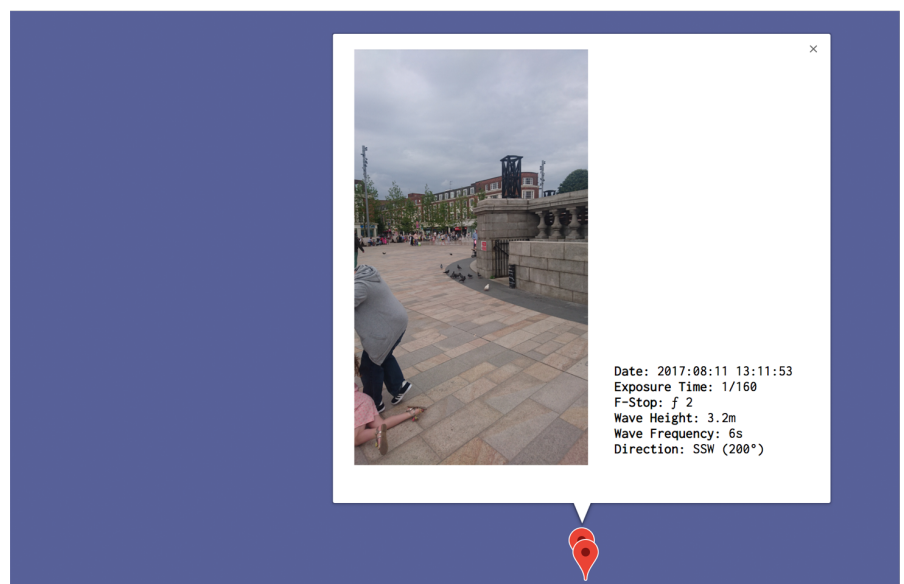 Date: 2017:08:11 13:11:53
Exposure Time: 1/160
F-Stop: ƒ 2
Wave Height: 3.2m
Wave Frequency: 6s
Direction: SSW (200°)